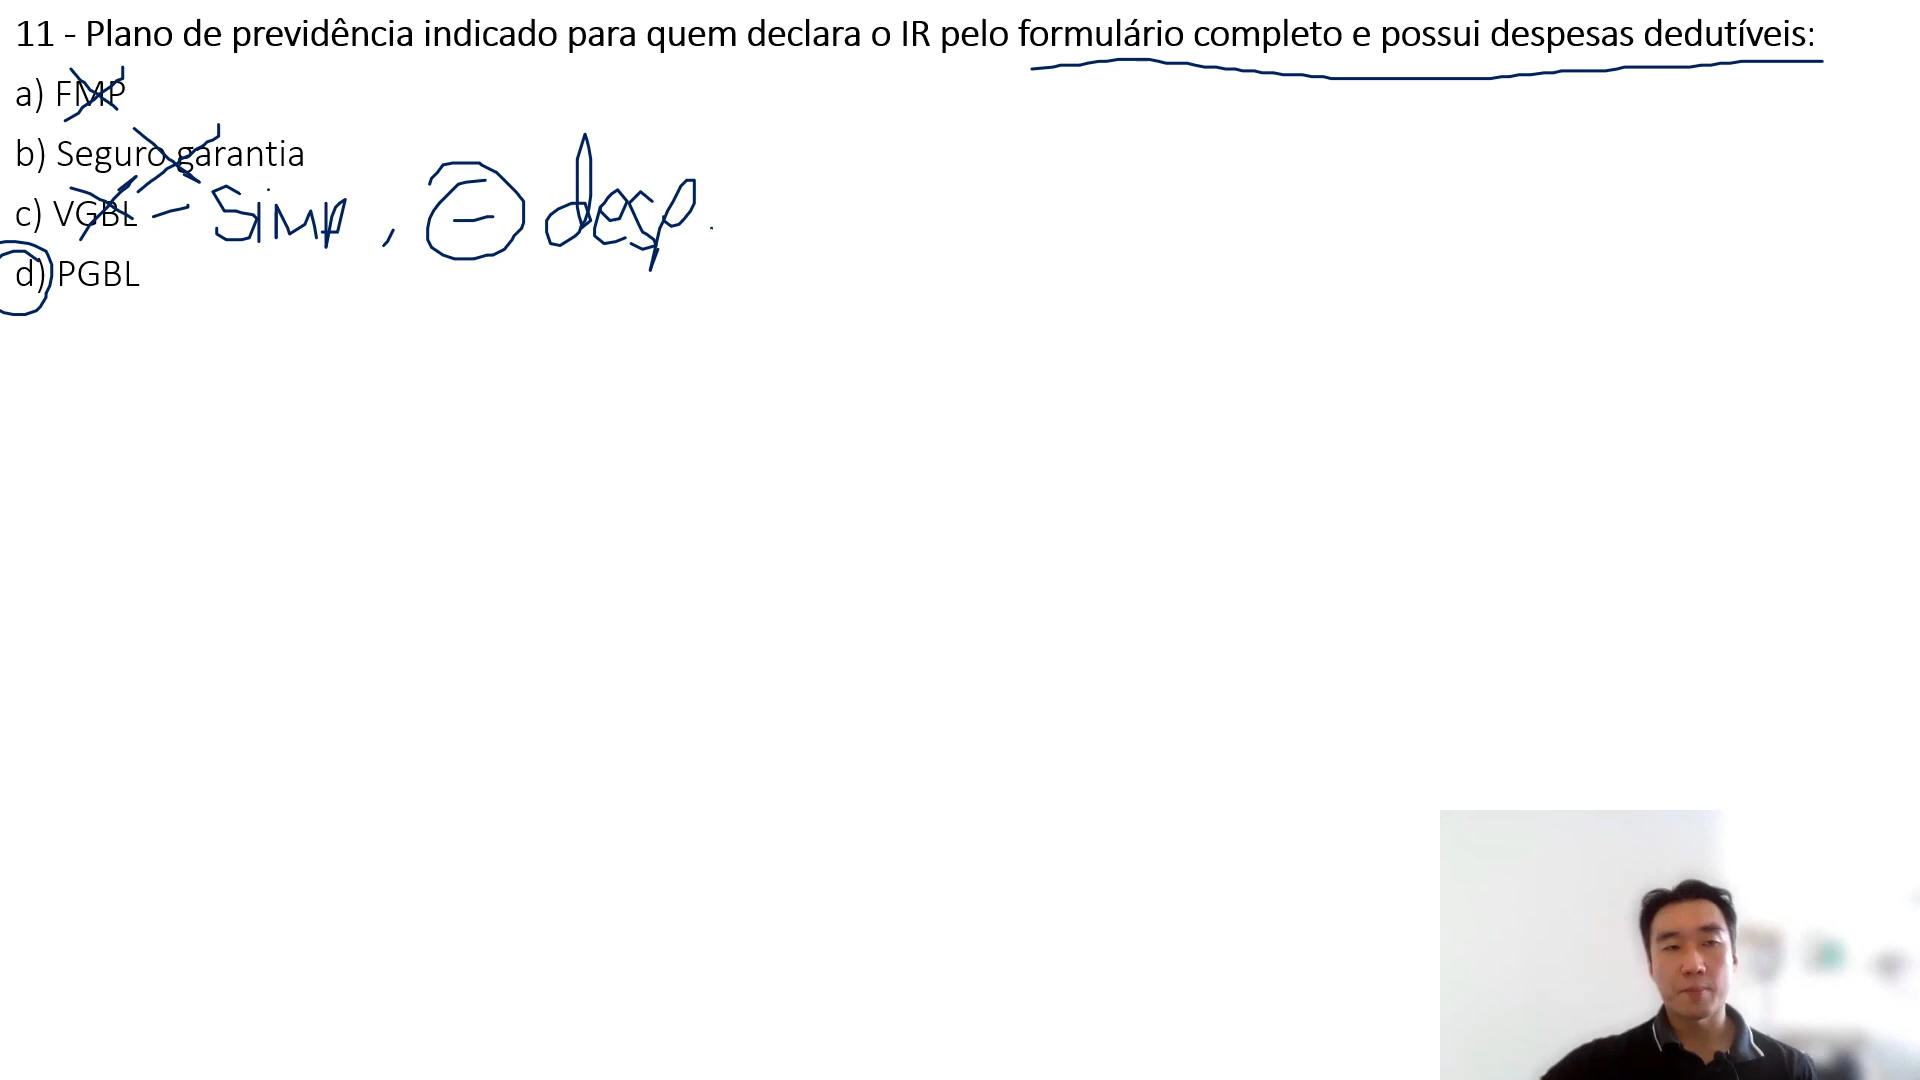 11 - Plano de previdência indicado para quem declara o IR pelo formulário completo e possui despesas dedutíveis:
a) FMP
b) Seguro garantia
c) VGBL - Simp, - desp.
d) PGBL